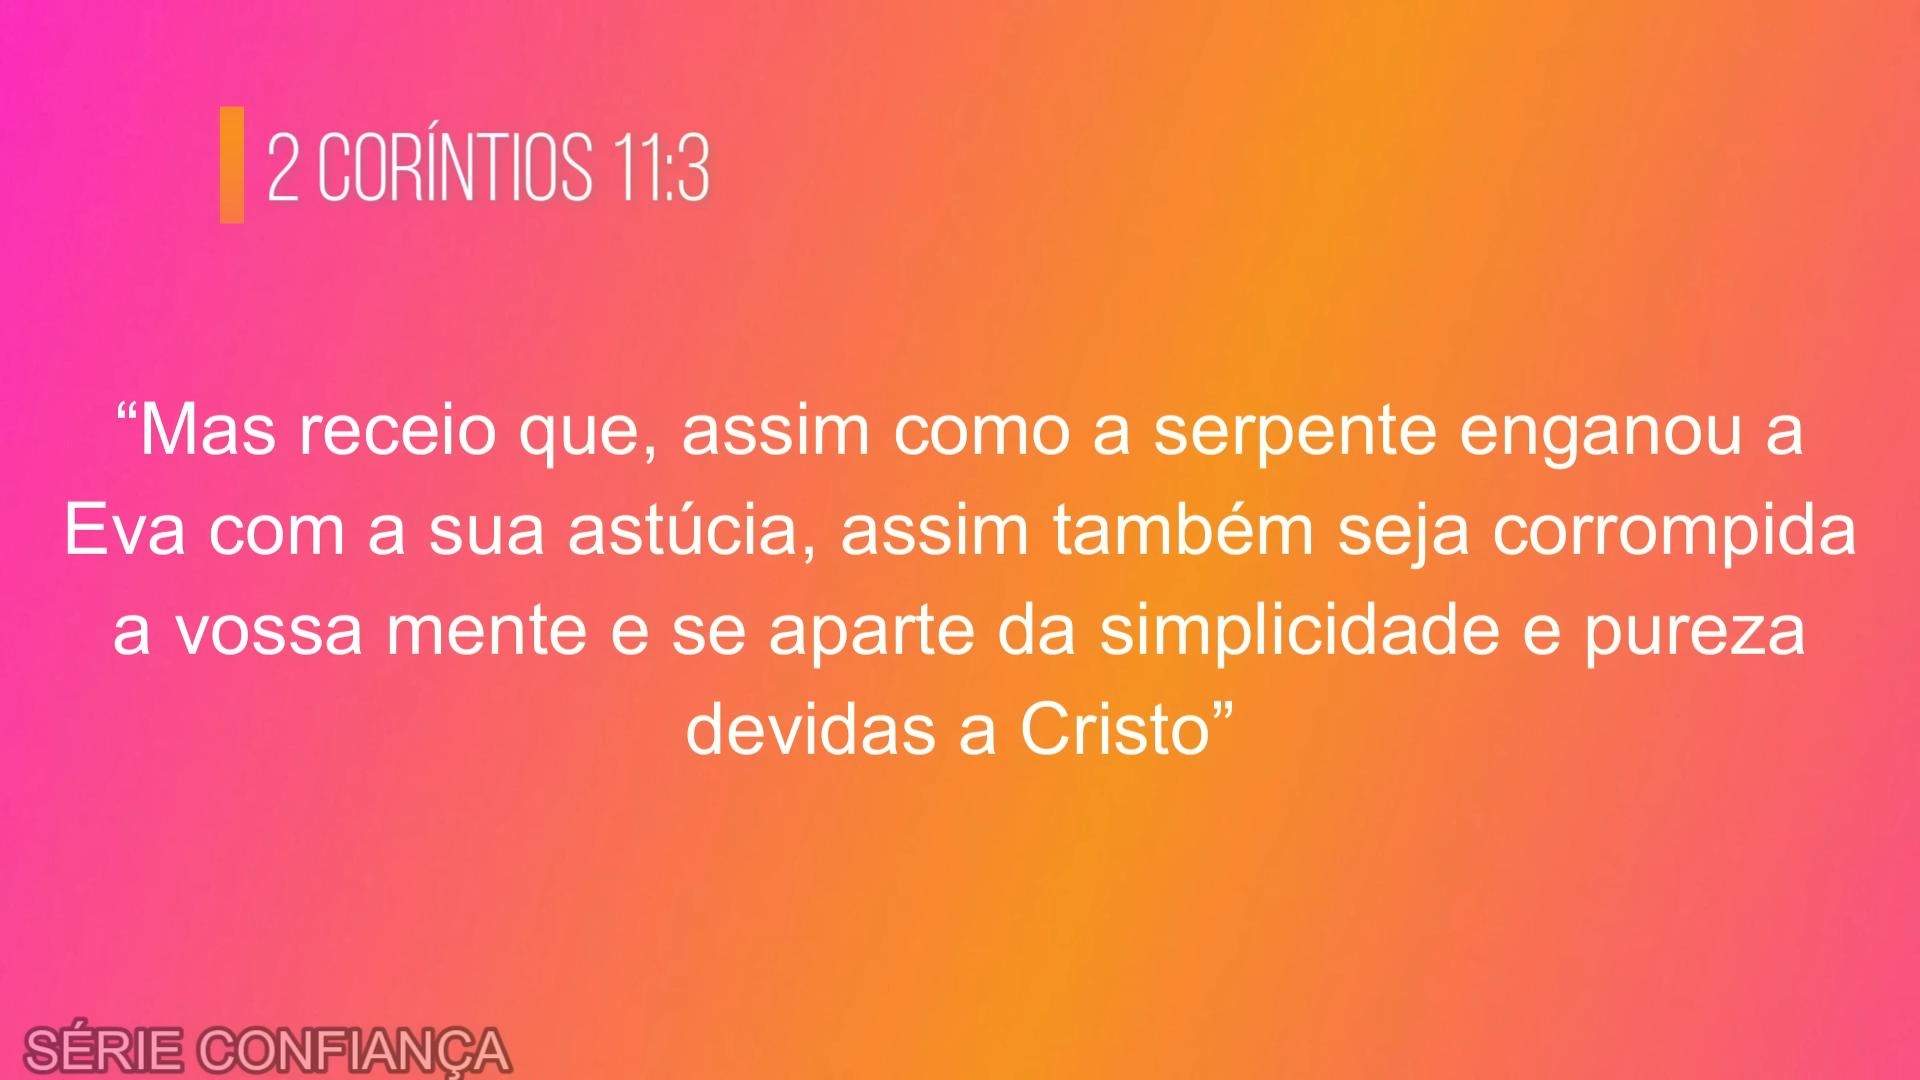 2 CORÍNTIOS 11:3
“Mas receio que, assim como a serpente enganou a
Eva com a sua astúcia, assim também seja corrompida
a vossa mente e se aparte da simplicidade e pureza
devidas a Cristo”
SÉRIE CONFIANÇA